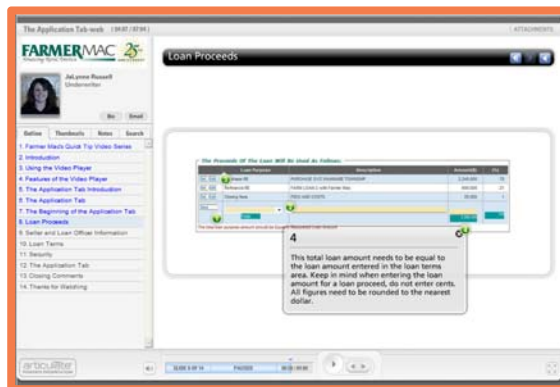 The Application Tab-web
ATTACHMENTS
FARMERMAC 25
JaLynne Russell
Underwriter
Bio Email
Outline Thumbnails Notes Search
1. Farmer Mac's Quick Tip Video Series
2. Introduction
3. Using the Video Player
4. Features of the Video Player
5. The Application Tab Introduction
6. The Application Tab
7. The Beginning of the Application Tab
8. Loan Proceeds
9. Seller and Loan Officer Information
10. Loan Terms
11. Security
12. The Application Tab
13. Closing Comments
14. Thanks for Watching
articulate
Loan Proceeds
The Proceeds Of The Loan Will Be Used As Follows.
Loan Purpose Description Amount($) (%)
4
This total loan amount needs to be equal to
the loan amount entered in the loan terms
area. Keep in mind when entering the loan
amount for a loan proceed, do not enter cents.
All figures need to be rounded to the nearest
dollar.
SLIDE 8 OF 14 PAUSED